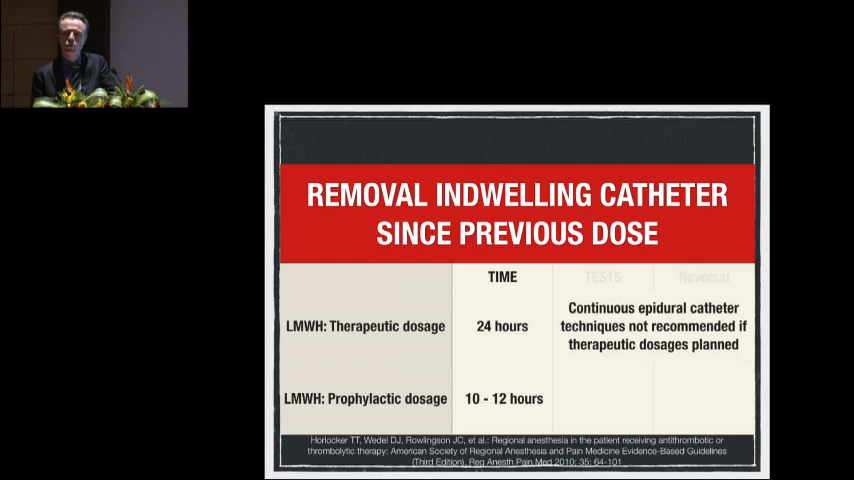 REMOVAL INDWELLING CATHETER
SINCE PREVIOUS DOSE
TIME
TESTS
Reversal
LMWH: Therapeutic dosage
24 hours
Continuous epidural catheter
techniques not recommended if
therapeutic dosages planned
LMWH: Prophylactic dosage
10 - 12 hours
Horlocker TT, Wedel DJ, Rowlingson JC, et al.: Regional anesthesia in the patient receiving antithrombotic or
thrombolytic therapy: American Society of Regional Anesthesia and Pain Medicine Evidence-Based Guidelines
(Third Edition), Reg Anesth Pain Med 2010; 35: 64-101